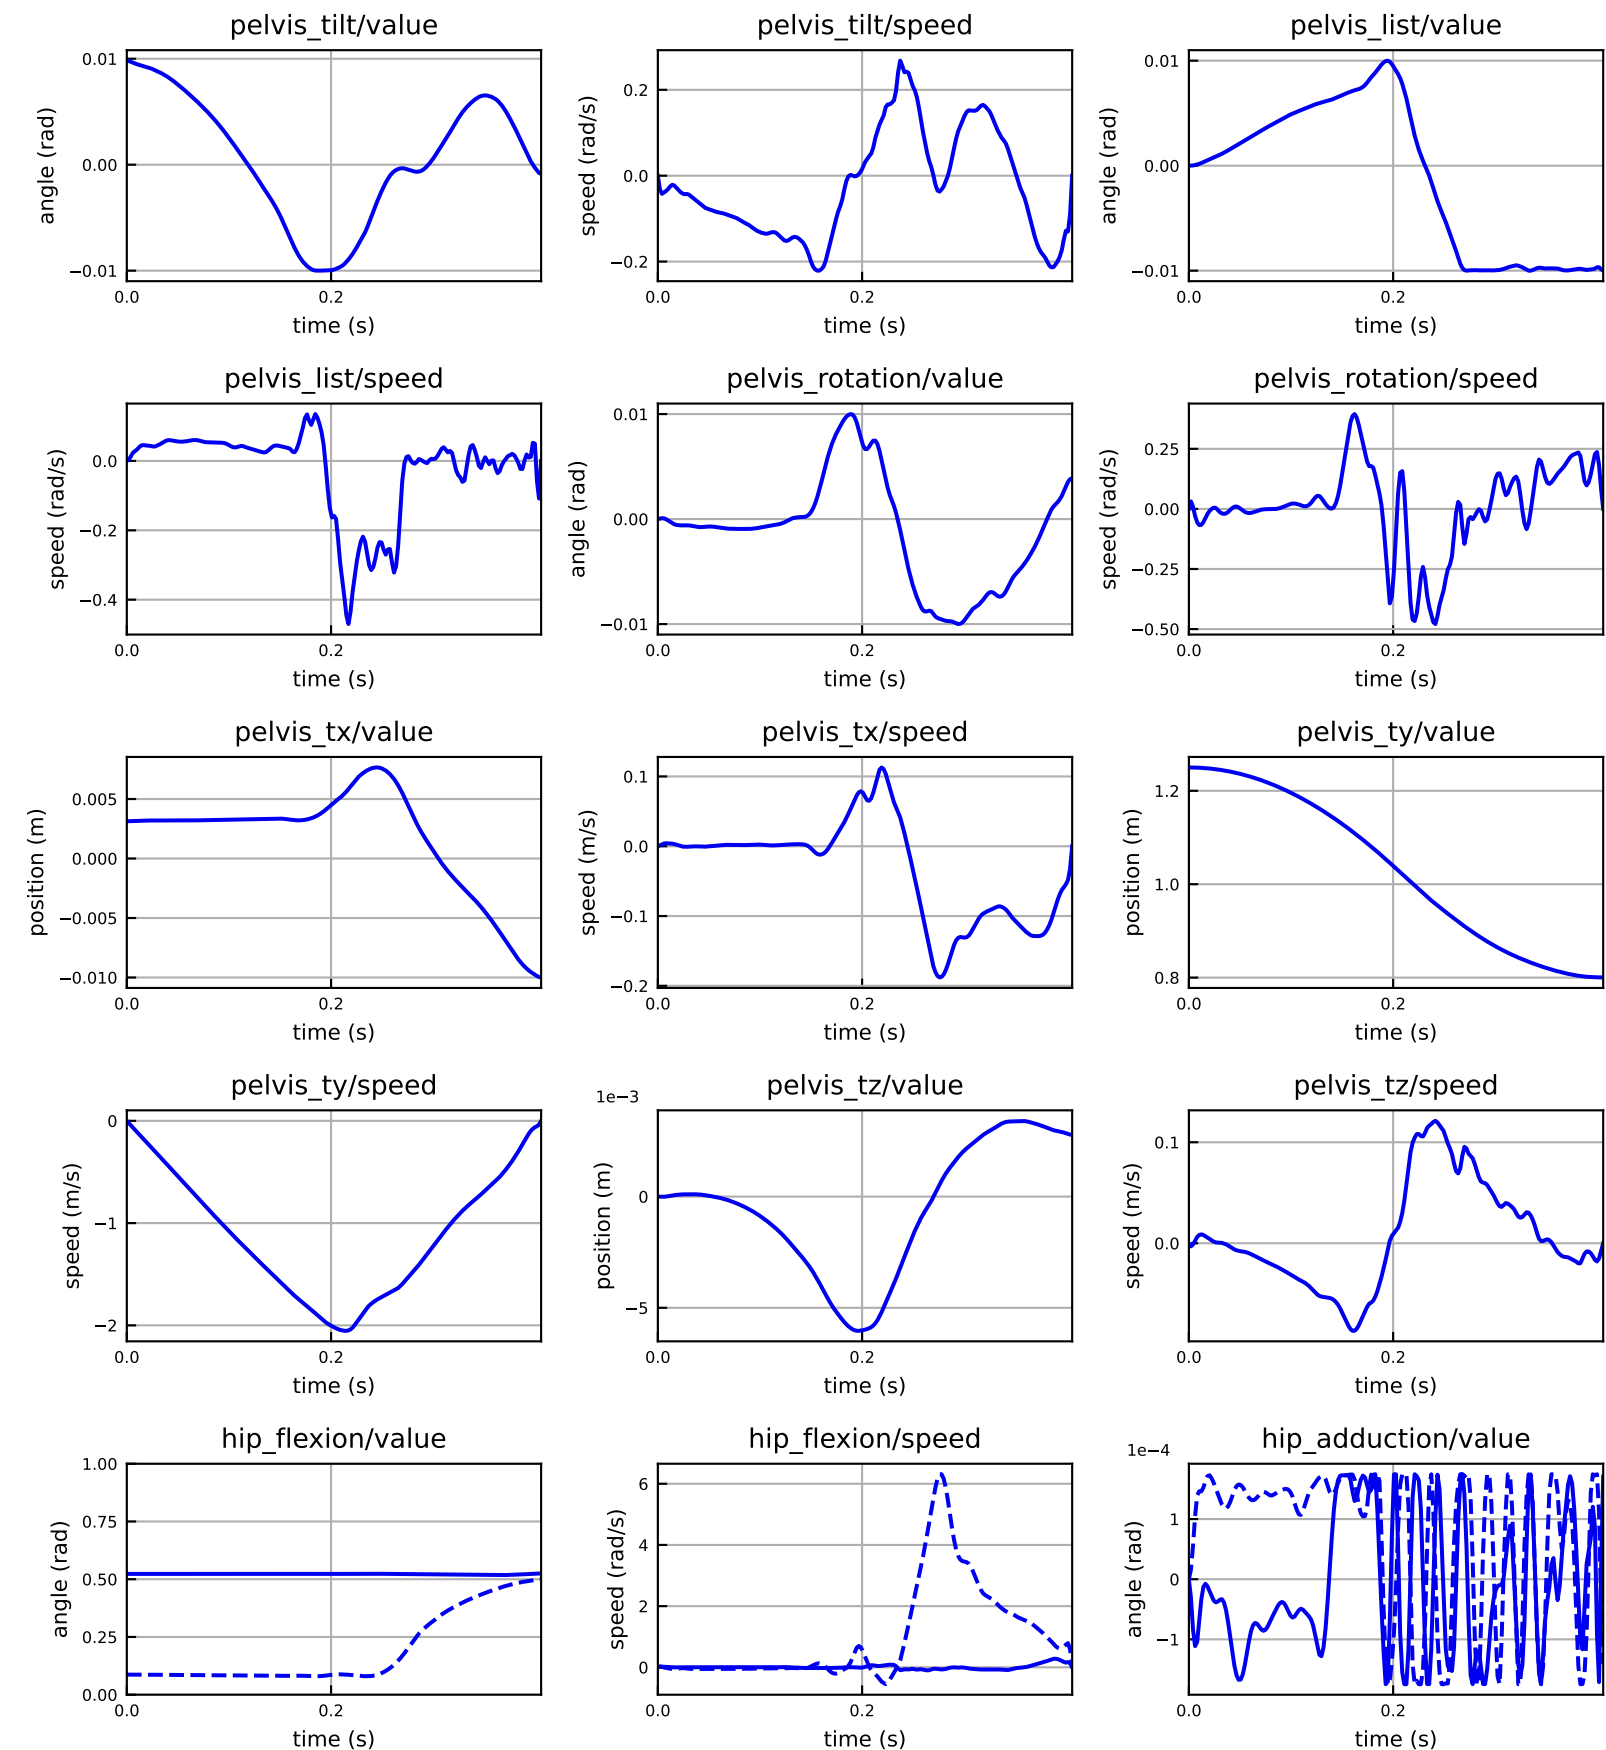 pelvis_tilt/value
pelvis_tilt/speed
pelvis_list/value
angle (rad)
0.01
0.00
−0.01
0.0
0.2
time (s)
speed (rad/s)
0.2
0.0
−0.2
0.0
0.2
time (s)
angle (rad)
0.01
0.00
−0.01
0.0
0.2
time (s)
pelvis_list/speed
pelvis_rotation/value
pelvis_rotation/speed
speed (rad/s)
0.0
−0.2
−0.4
0.0
0.2
time (s)
angle (rad)
0.01
0.00
−0.01
0.0
0.2
time (s)
speed (rad/s)
0.25
0.00
−0.25
−0.50
0.0
0.2
time (s)
pelvis_tx/value
pelvis_tx/speed
pelvis_ty/value
position (m)
0.005
0.000
−0.005
−0.010
0.0
0.2
time (s)
speed (m/s)
0.1
0.0
−0.1
−0.2
0.0
0.2
time (s)
position (m)
1.2
1.0
0.8
0.0
0.2
time (s)
pelvis_ty/speed
pelvis_tz/value
pelvis_tz/speed
speed (m/s)
0
−1
−2
0.0
0.2
time (s)
1e−3
position (m)
0
−5
0.0
0.2
time (s)
speed (m/s)
0.1
0.0
0.0
0.2
time (s)
hip_flexion/value
hip_flexion/speed
hip_adduction/value
angle (rad)
1.00
0.75
0.50
0.25
0.00
0.0
0.2
time (s)
speed (rad/s)
6
4
2
0
0.0
0.2
time (s)
1e−4
angle (rad)
1
0
−1
0.0
0.2
time (s)